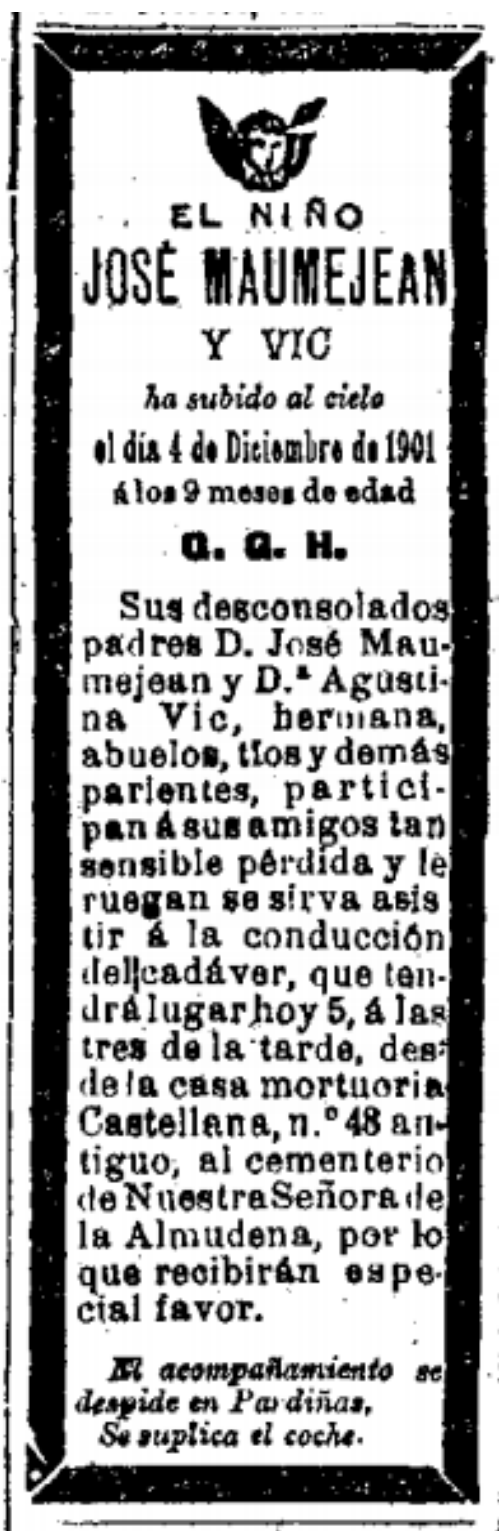 EL NIÑO
JOSÉ MAUMEJEAN
Y VIC
ha subido al cielo
el día 4 de Diciembre de 1901
á los 9 meses de edad
G. G. H.
Sus desconsolados
padres D. José Mau-
mejean y D.ª Agusti-
na Vic, hermana,
abuelos, tíos y demás
parientes, partici-
pan á sus amigos tan
sensible pérdida y le
ruegan se sirva asis
tir á la conducción
del cadáver, que ten-
drá lugar hoy 5, á las
tres de la tarde, des-
de la casa mortuoria
Castellana, n.º 48 an-
tiguo, al cementerio
de Nuestra Señora de
la Almudena, por lo
que recibirán espe-
cial favor.
El acompañamiento se
despide en Pardiñas.
Se suplica el coche.